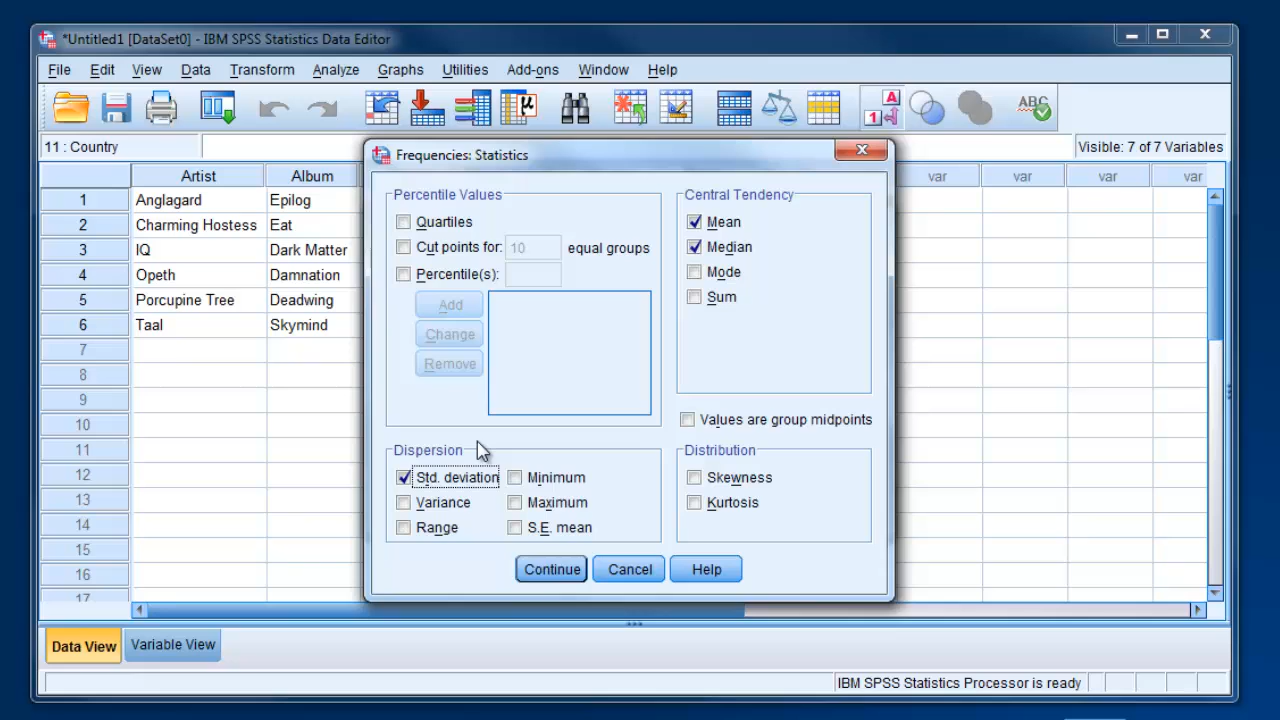 *Untitled1 [DataSet0] - IBM SPSS Statistics Data Editor
File Edit View Data Transform Analyze Graphs Utilities Add-ons Window Help
A
1
ABC
μ
11 : Country
Visible: 7 of 7 Variables
Artist Album var var var var
1 Anglagard Epilog
2 Charming Hostess Eat
3 IQ Dark Matter
4 Opeth Damnation
5 Porcupine Tree Deadwing
6 Taal Skymind
7
8
9
10
11
12
13
14
15
16
17
Frequencies: Statistics
Percentile Values
Quartiles
Cut points for: 10 equal groups
Percentile(s):
Add
Change
Remove
Central Tendency
Mean
Median
Mode
Sum
Values are group midpoints
Dispersion
Std. deviation Minimum
Variance Maximum
Range S.E. mean
Distribution
Skewness
Kurtosis
Continue Cancel Help
Data View Variable View
IBM SPSS Statistics Processor is ready